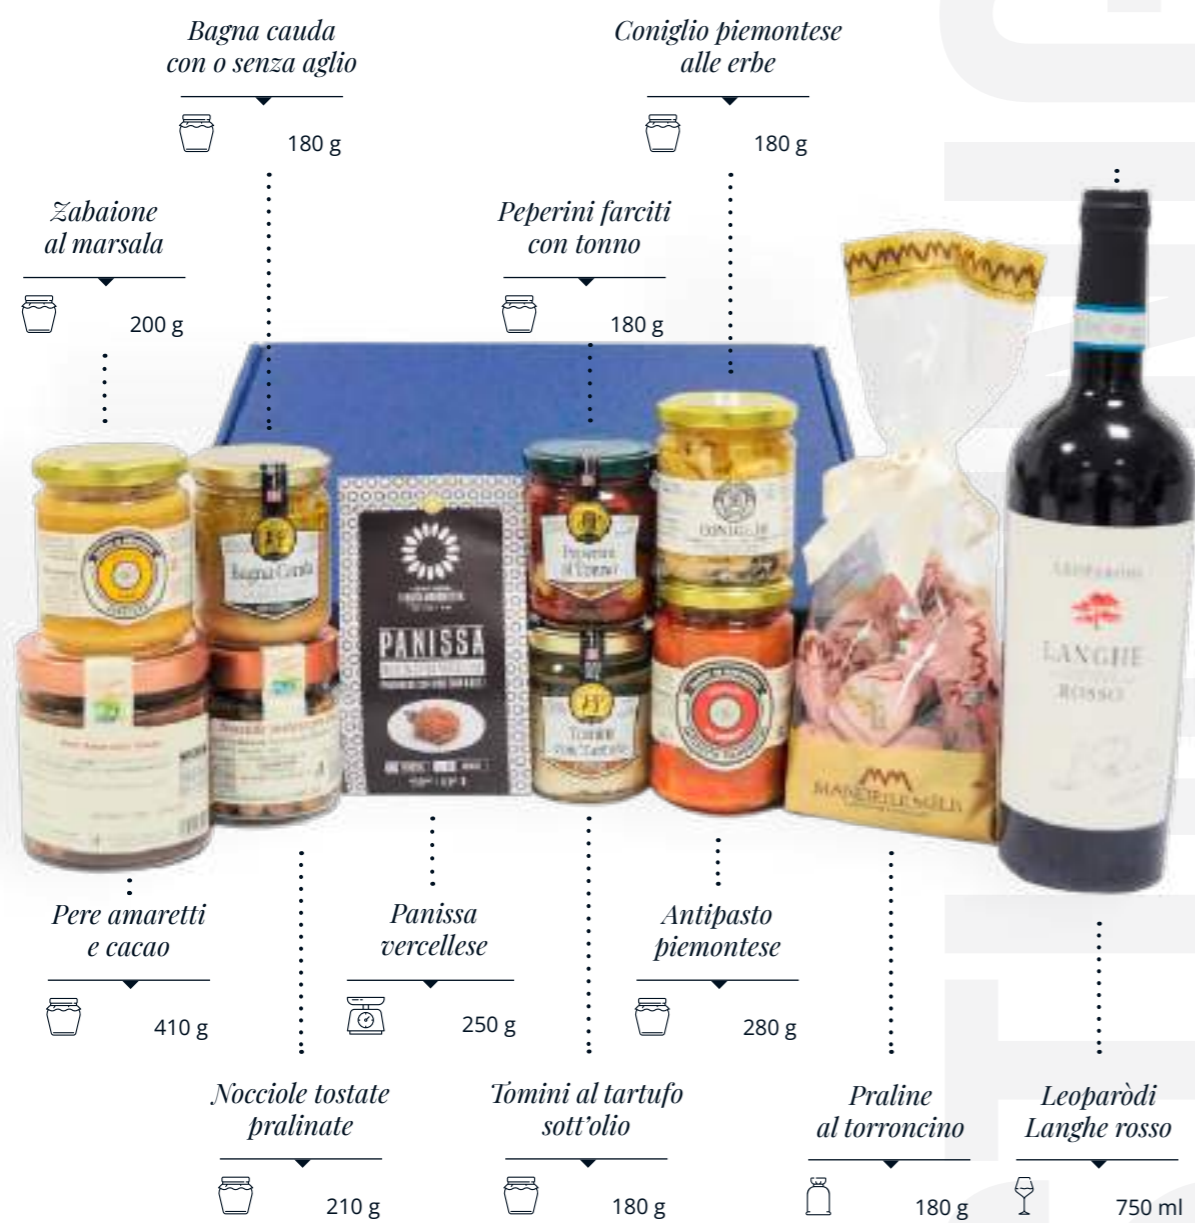 Bagna cauda
con o senza aglio
180 g
Coniglio piemontese
alle erbe
180 g
Zabaione
al marsala
200 g
Peperini farciti
con tonno
180 g
Bagna Cauda
CONIGLIO
PANISSA
LANGHE
ROSSO
Pere amaretti
e cacao
410 g
Panissa
vercellese
250 g
Antipasto
piemontese
280 g
Nocciole tostate
pralinate
210 g
Tomini al tartufo
sott'olio
180 g
Praline
al torroncino
180 g
Leoparòdi
Langhe rosso
750 ml